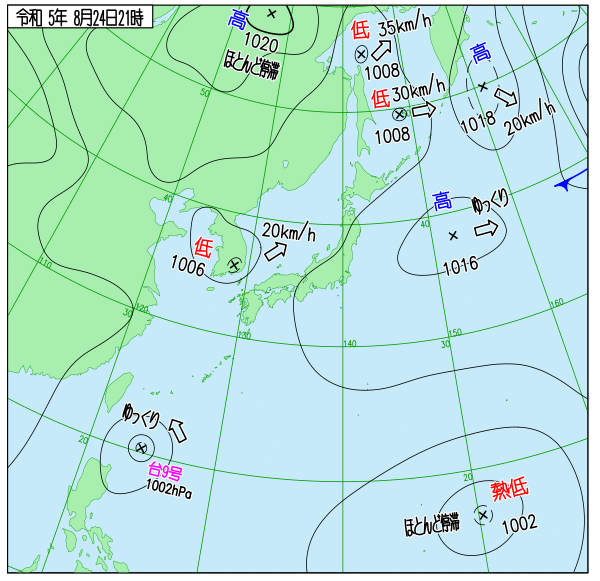 令和 5年 8月24日21時
高
1020
ほとんど停滞
低
35km/h
1008
低
30km/h
1008
高
1018
20km/h
50
40
高
ゆっくり
40
1016
低
1006
20km/h
110
120
30
130
140
150
30
160
ゆっくり
台9号
1002hPa
20
20
熱低
ほとんど停滞
1002